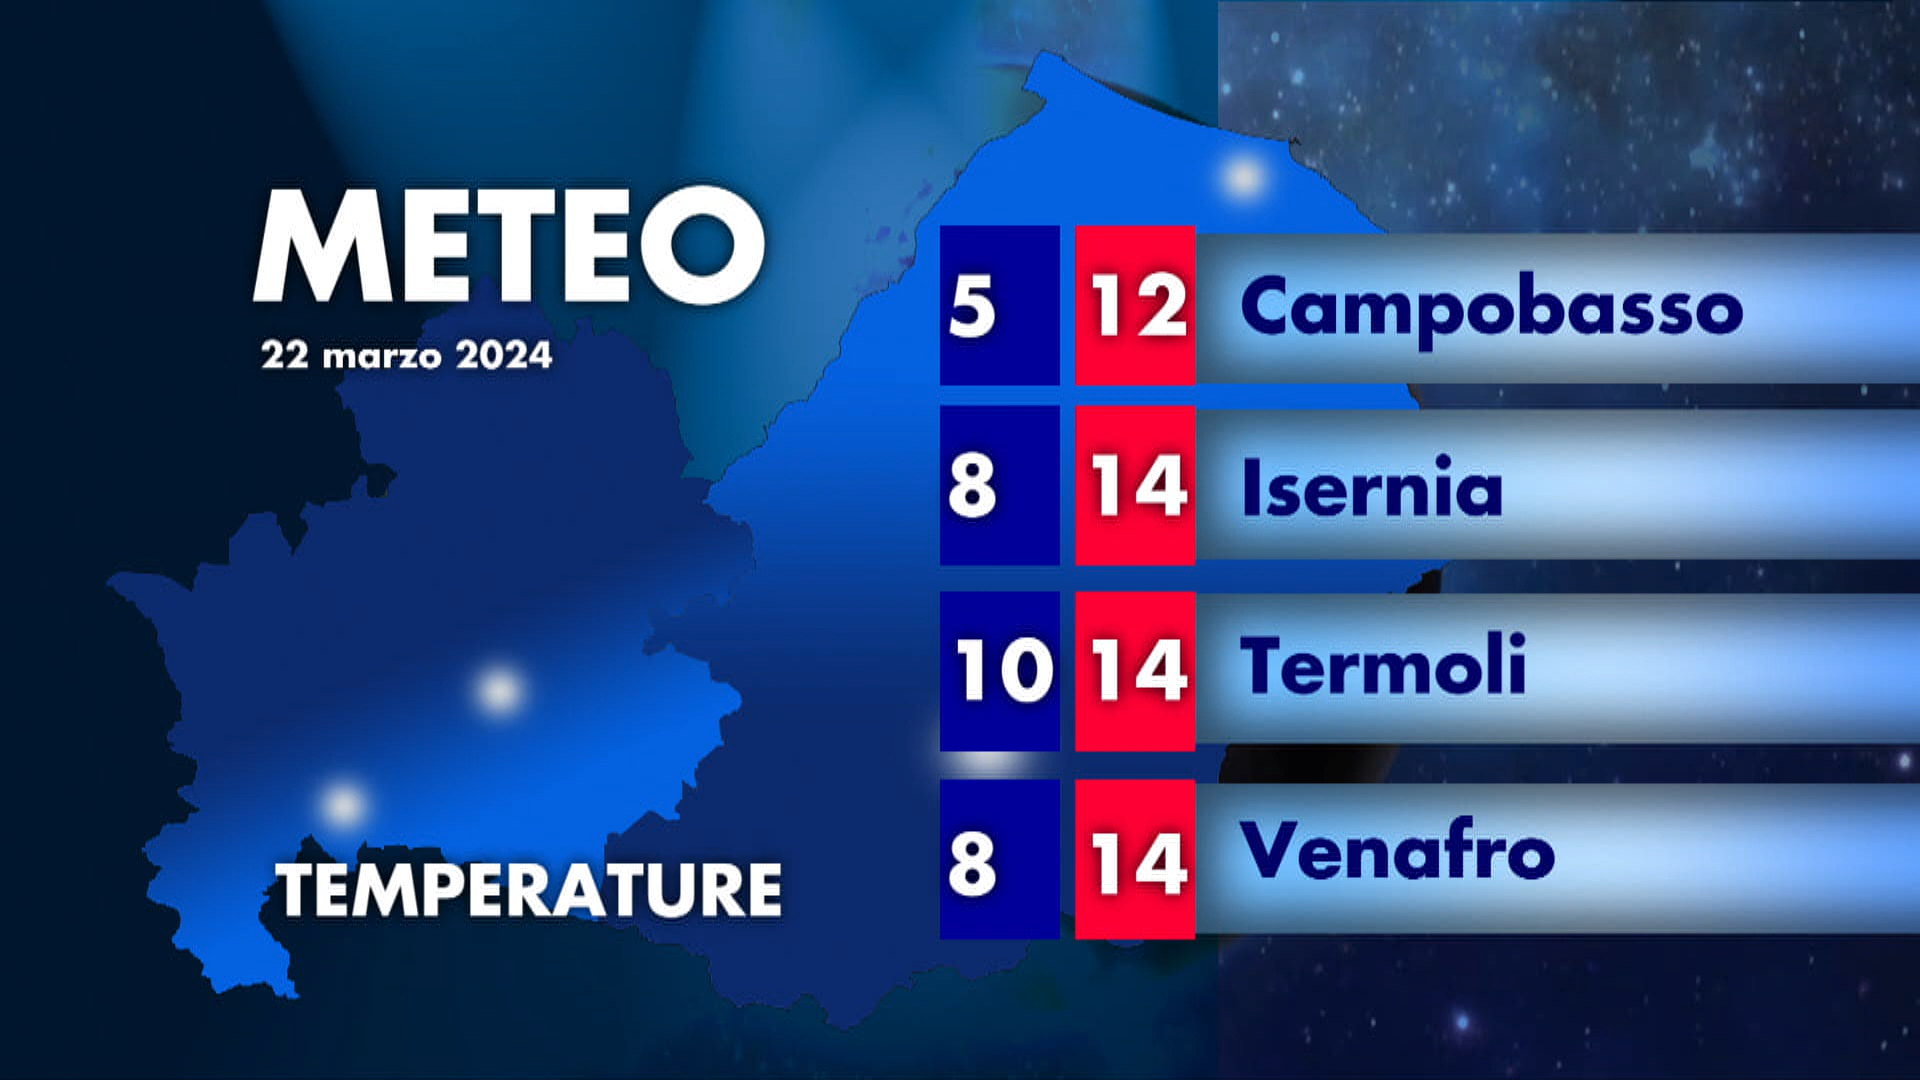 METEO
22 marzo 2024
5 12 Campobasso
8 14 Isernia
10 14 Termoli
8 14 Venafro
TEMPERATURE